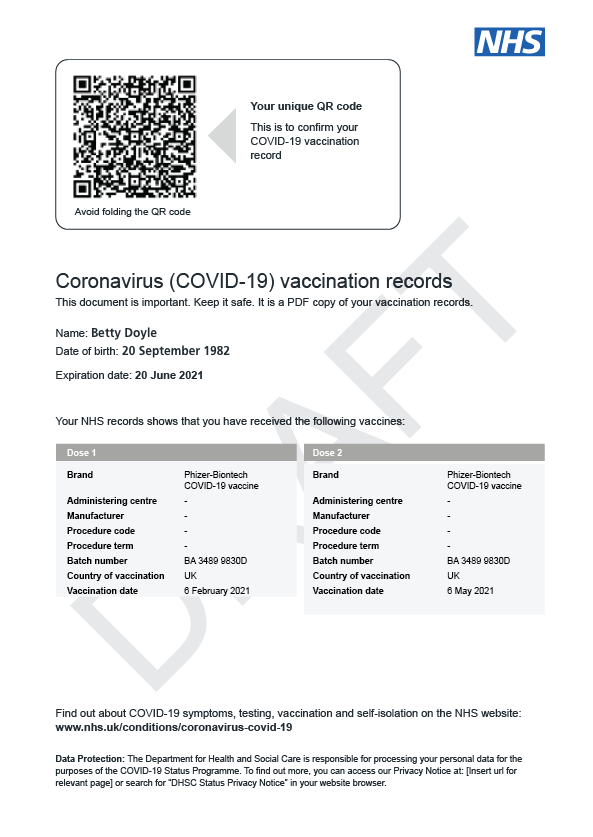 NHS
Your unique QR code
This is to confirm your
COVID-19 vaccination
record
Avoid folding the QR code
DRAFT
Coronavirus (COVID-19) vaccination records
This document is important. Keep it safe. It is a PDF copy of your vaccination records.
Name: Betty Doyle
Date of birth: 20 September 1982
Expiration date: 20 June 2021
Your NHS records shows that you have received the following vaccines:
Dose 1
Brand Phizer-Biontech
COVID-19 vaccine
Administering centre -
Manufacturer -
Procedure code -
Procedure term -
Batch number BA 3489 9830D
Country of vaccination UK
Vaccination date 6 February 2021
Dose 2
Brand Phizer-Biontech
COVID-19 vaccine
Administering centre -
Manufacturer -
Procedure code -
Procedure term -
Batch number BA 3489 9830D
Country of vaccination UK
Vaccination date 6 May 2021
Find out about COVID-19 symptoms, testing, vaccination and self-isolation on the NHS website:
www.nhs.uk/conditions/coronavirus-covid-19
Data Protection: The Department for Health and Social Care is responsible for processing your personal data for the
purposes of the COVID-19 Status Programme. To find out more, you can access our Privacy Notice at: [Insert url for
relevant page] or search for “DHSC Status Privacy Notice” in your website browser.